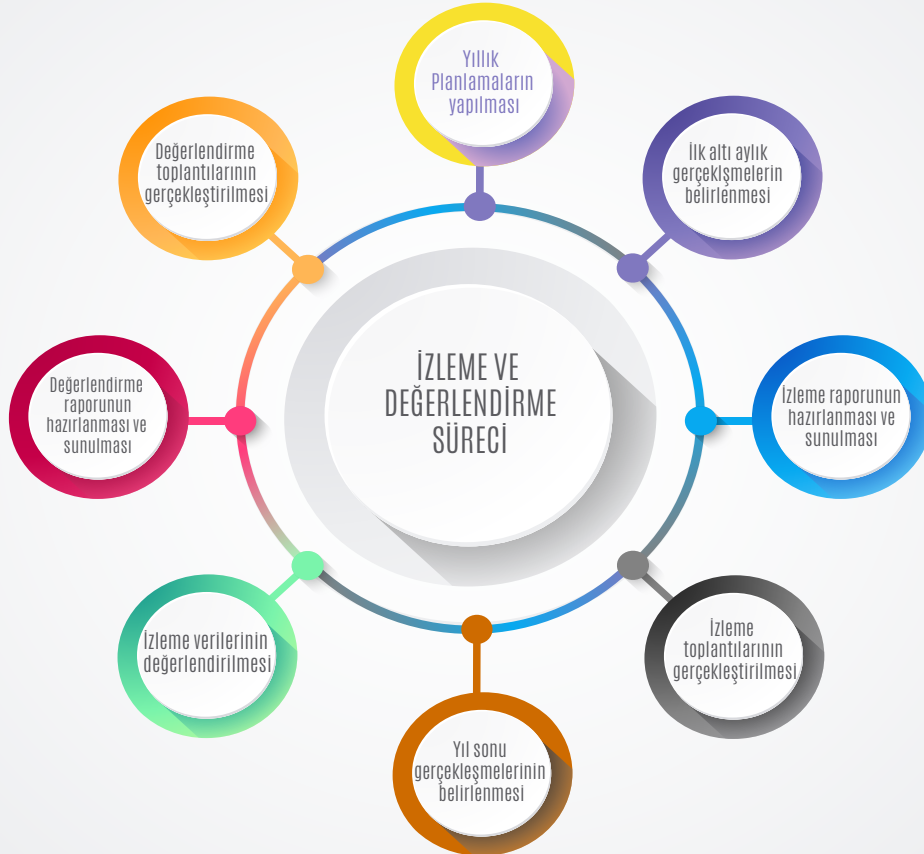 Yıllık
Planlamaların
yapılması
İlk altı aylık
gerçekışmelerin
belirlenmesi
İzleme raporunun
hazırlanması ve
sunulması
İzleme
toplantılarının
gerçekleştirilmesi
Yıl sonu
gerçekleşmelerinin
belirlenmesi
İzleme verilerinin
değerlendirilmesi
Değerlendirme
raporunun
hazırlanması ve
sunulması
Değerlendirme
toplantılarının
gerçekleştirilmesi
İZLEME VE
DEĞERLENDİRME
SÜRECİ